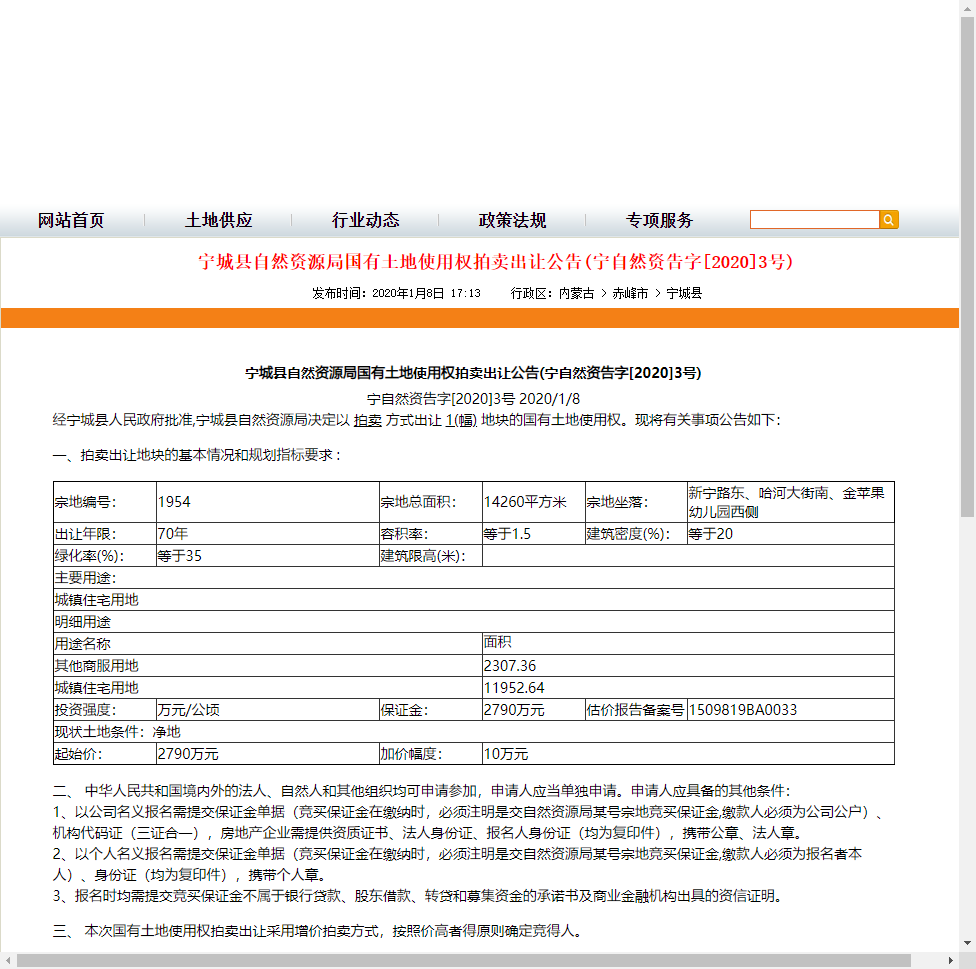 网站首页 土地供应 行业动态 政策法规 专项服务
宁城县自然资源局国有土地使用权拍卖出让公告(宁自然资告字[2020]3号)
发布时间：2020年1月8日 17:13 行政区：内蒙古 > 赤峰市 > 宁城县
宁城县自然资源局国有土地使用权拍卖出让公告(宁自然资告字[2020]3号)
宁自然资告字[2020]3号 2020/1/8
经宁城县人民政府批准,宁城县自然资源局决定以 拍卖 方式出让 1(幅) 地块的国有土地使用权。现将有关事项公告如下：
一、拍卖出让地块的基本情况和规划指标要求：
宗地编号： 1954 宗地总面积： 14260平方米 宗地坐落： 新宁路东、哈河大街南、金苹果
幼儿园西侧
出让年限： 70年 容积率： 等于1.5 建筑密度(%)： 等于20
绿化率(%)： 等于35 建筑限高(米)：
主要用途：
城镇住宅用地
明细用途
用途名称 面积
其他商服用地 2307.36
城镇住宅用地 11952.64
投资强度： 万元/公顷 保证金： 2790万元 估价报告备案号 1509819BA0033
现状土地条件： 净地
起始价： 2790万元 加价幅度： 10万元
二、 中华人民共和国境内外的法人、自然人和其他组织均可申请参加，申请人应当单独申请。申请人应具备的其他条件：
1、以公司名义报名需提交保证金单据（竞买保证金在缴纳时，必须注明是交自然资源局某号宗地竞买保证金,缴款人必须为公司公户）、
机构代码证（三证合一），房地产企业需提供资质证书、法人身份证、报名人身份证（均为复印件），携带公章、法人章。
2、以个人名义报名需提交保证金单据（竞买保证金在缴纳时，必须注明是交自然资源局某号宗地竞买保证金,缴款人必须为报名者本
人）、身份证（均为复印件），携带个人章。
3、报名时均需提交竞买保证金不属于银行贷款、股东借款、转贷和募集资金的承诺书及商业金融机构出具的资信证明。
三、 本次国有土地使用权拍卖出让采用增价拍卖方式，按照价高者得原则确定竞得人。